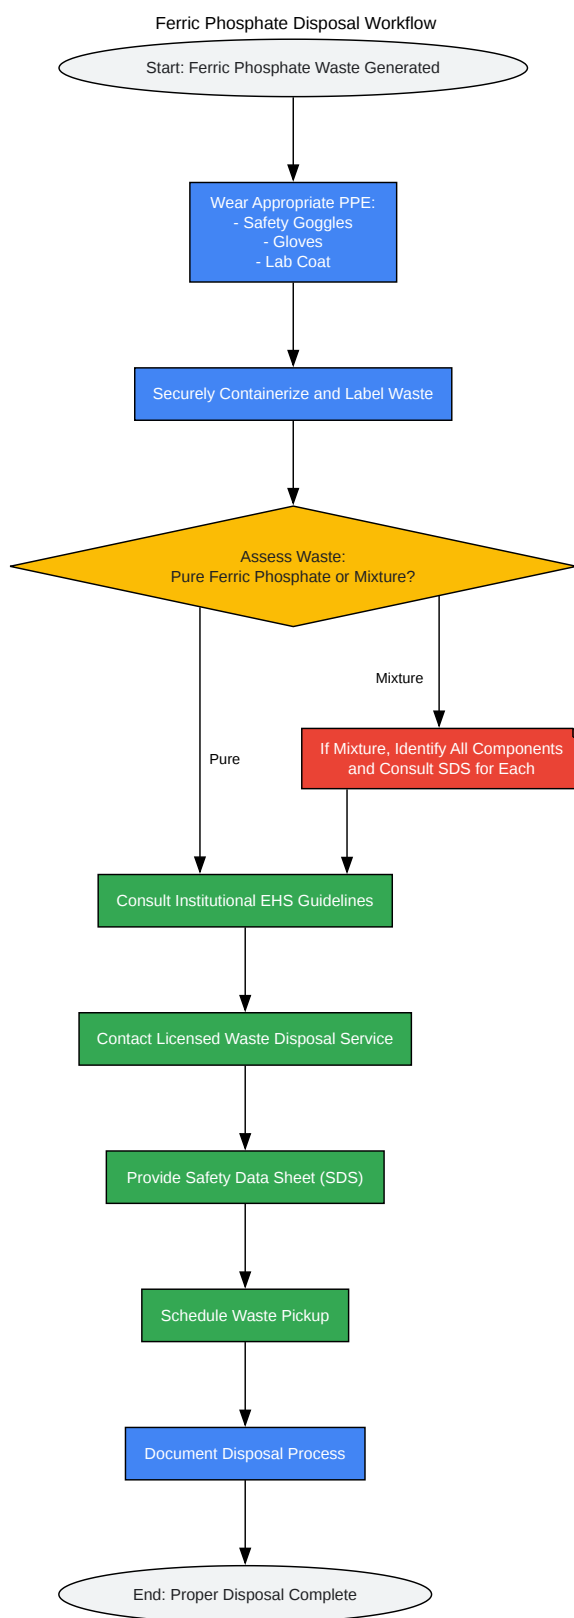 Ferric Phosphate Disposal Workflow
Start: Ferric Phosphate Waste Generated
Wear Appropriate PPE:
- Safety Goggles
- Gloves
- Lab Coat
Securely Containerize and Label Waste
Assess Waste:
Pure Ferric Phosphate or Mixture?
Mixture
If Mixture, Identify All Components
and Consult SDS for Each
Pure
Consult Institutional EHS Guidelines
Contact Licensed Waste Disposal Service
Provide Safety Data Sheet (SDS)
Schedule Waste Pickup
Document Disposal Process
End: Proper Disposal Complete